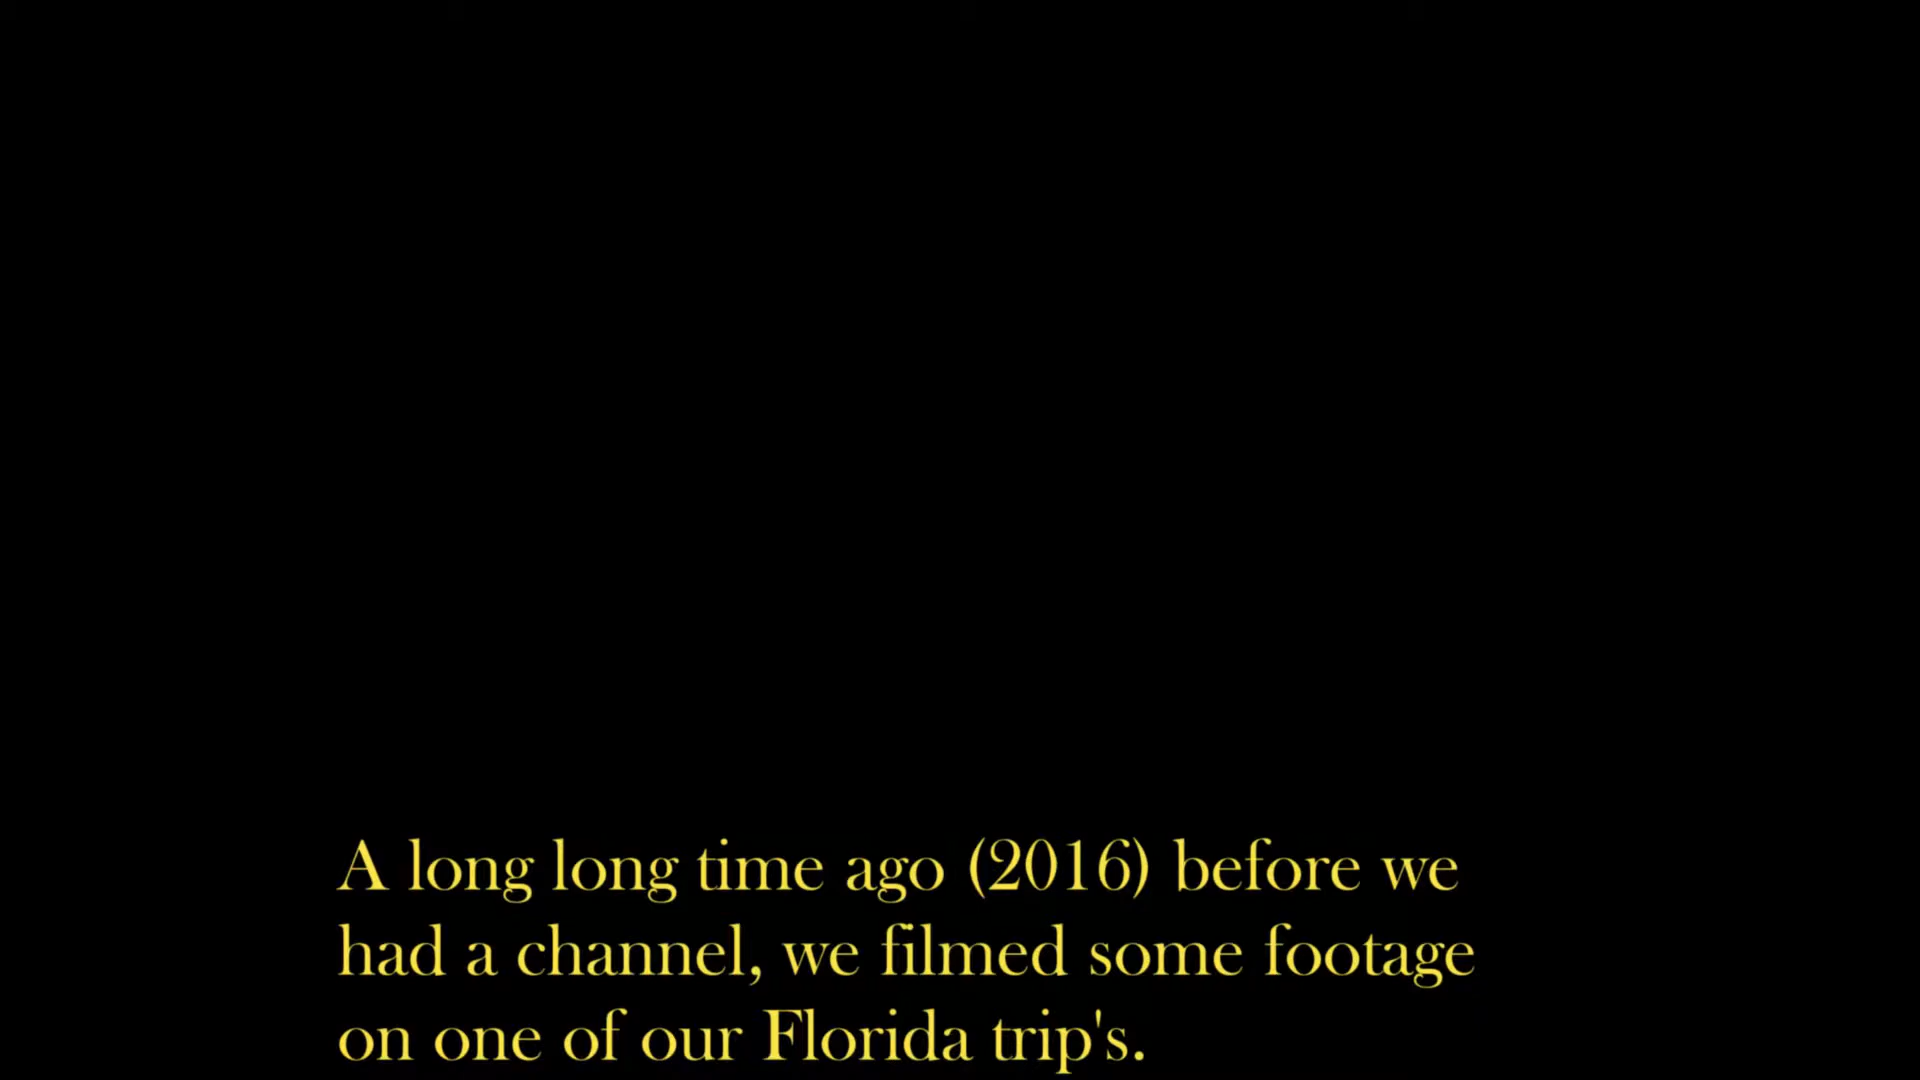 A long long time ago (2016) before we
had a channel, we filmed some footage
on one of our Florida trip's.